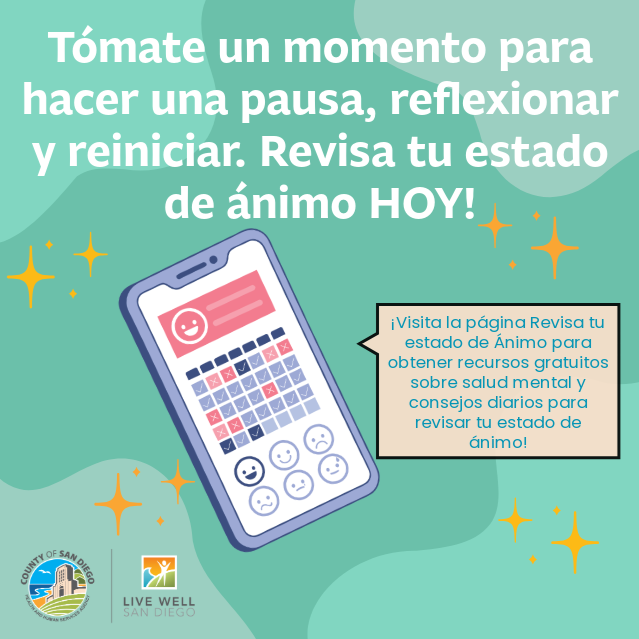 Tómate un momento para
hacer una pausa, reflexionar
y reiniciar. Revisa tu estado
de ánimo HOY!
¡Visita la página Revisa tu
estado de Ánimo para
obtener recursos gratuitos
sobre salud mental y
consejos diarios para
revisar tu estado de
ánimo!
COUNTY OF SAN DIEGO
HEALTH AND HUMAN SERVICES AGENCY
LIVE WELL
SAN DIEGO